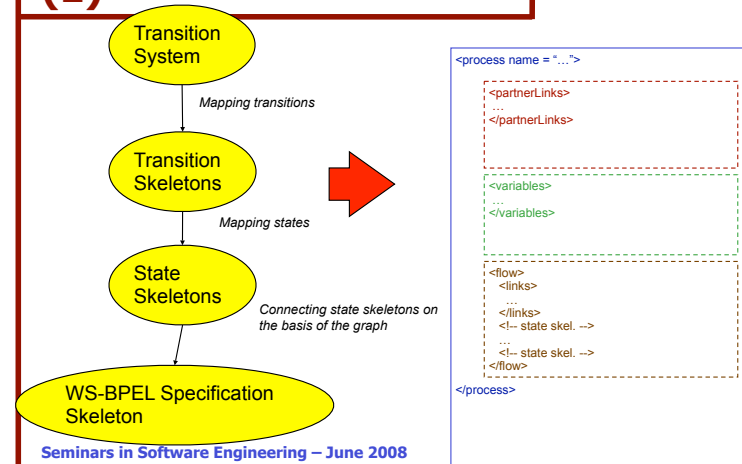 Transition
System
Mapping transitions
Transition
Skeletons
Mapping states
State
Skeletons
Connecting state skeletons on
the basis of the graph
WS-BPEL Specification
Skeleton
Seminars in Software Engineering – June 2008
<process name = “…”>
<partnerLinks>
…
</partnerLinks>
<variables>
…
</variables>
<flow>
<links>
…
</links>
<!-- state skel. -->
…
<!-- state skel. -->
</flow>
</process>